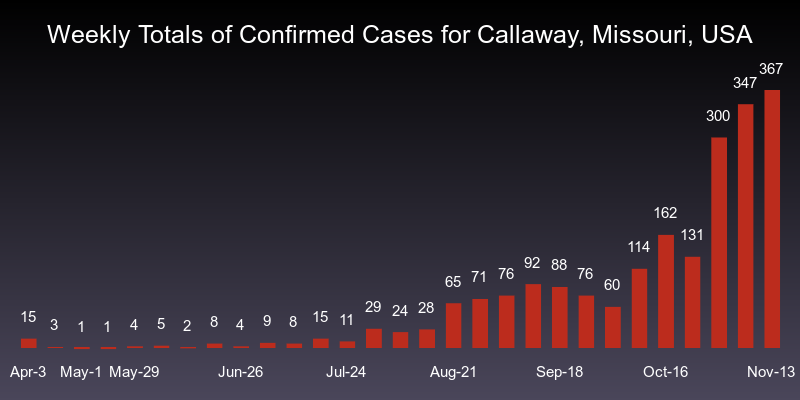 Weekly Totals of Confirmed Cases for Callaway, Missouri, USA
15 3 1 1 4 5 2 8 4 9 8 15 11 29 24 28 65 71 76 92 88 76 60 114 162 131 300 347 367
Apr-3 May-1 May-29 Jun-26 Jul-24 Aug-21 Sep-18 Oct-16 Nov-13